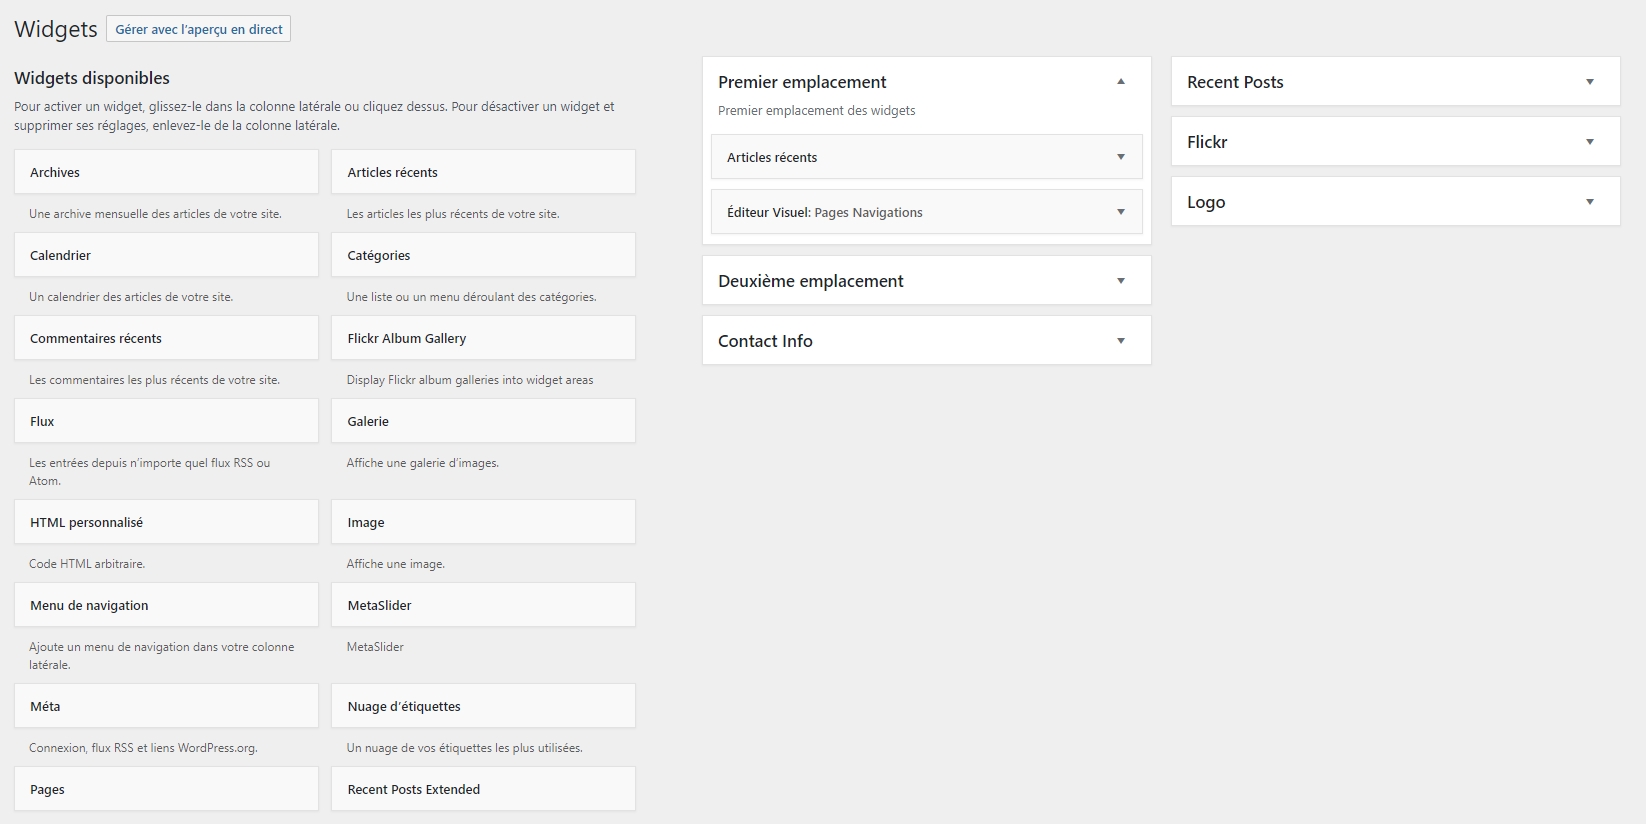 Widgets
Gérer avec l’aperçu en direct
Widgets disponibles
Pour activer un widget, glissez-le dans la colonne latérale ou cliquez dessus. Pour désactiver un widget et
supprimer ses réglages, enlevez-le de la colonne latérale.
Archives
Une archive mensuelle des articles de votre site.
Articles récents
Les articles les plus récents de votre site.
Calendrier
Un calendrier des articles de votre site.
Catégories
Une liste ou un menu déroulant des catégories.
Commentaires récents
Les commentaires les plus récents de votre site.
Flickr Album Gallery
Display Flickr album galleries into widget areas
Flux
Les entrées depuis n’importe quel flux RSS ou
Atom.
Galerie
Affiche une galerie d’images.
HTML personnalisé
Code HTML arbitraire.
Image
Affiche une image.
Menu de navigation
Ajoute un menu de navigation dans votre colonne
latérale.
MetaSlider
MetaSlider
Méta
Connexion, flux RSS et liens WordPress.org.
Nuage d’étiquettes
Un nuage de vos étiquettes les plus utilisées.
Pages
Recent Posts Extended
Premier emplacement
Premier emplacement des widgets
Articles récents
Éditeur Visuel: Pages Navigations
Deuxième emplacement
Contact Info
Recent Posts
Flickr
Logo